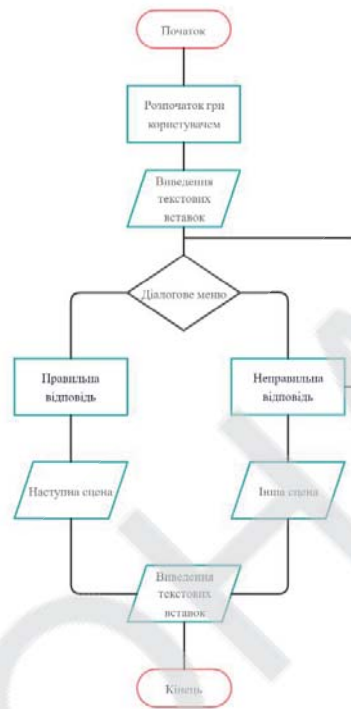 Початок
Розпочаток гри
користувачем
Виведення
текстових
вставок
Діалогове меню
Правильна
відповідь
Неправильна
відповідь
Наступна сцена
Інша сцена
Виведення
текстових
вставок
Кінець